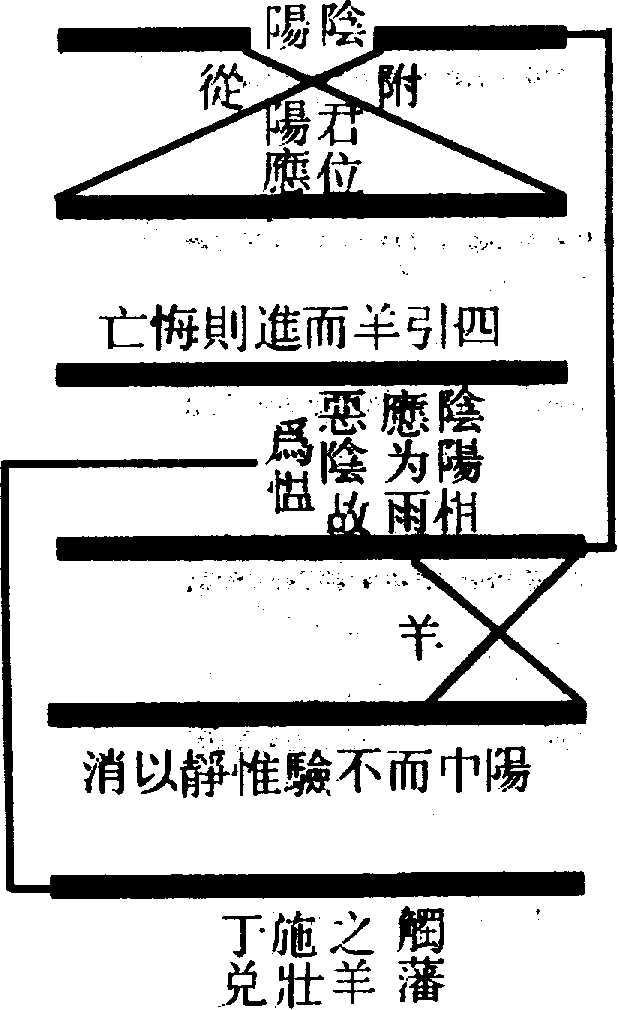 陰陽
附
從
君位
陽應
四引羊而進則悔亡
陰陽相
應为雨
惡陰故
爲愠
羊
陽中而不驗惟靜以消
觸藩
之羊
施壯
丁兑